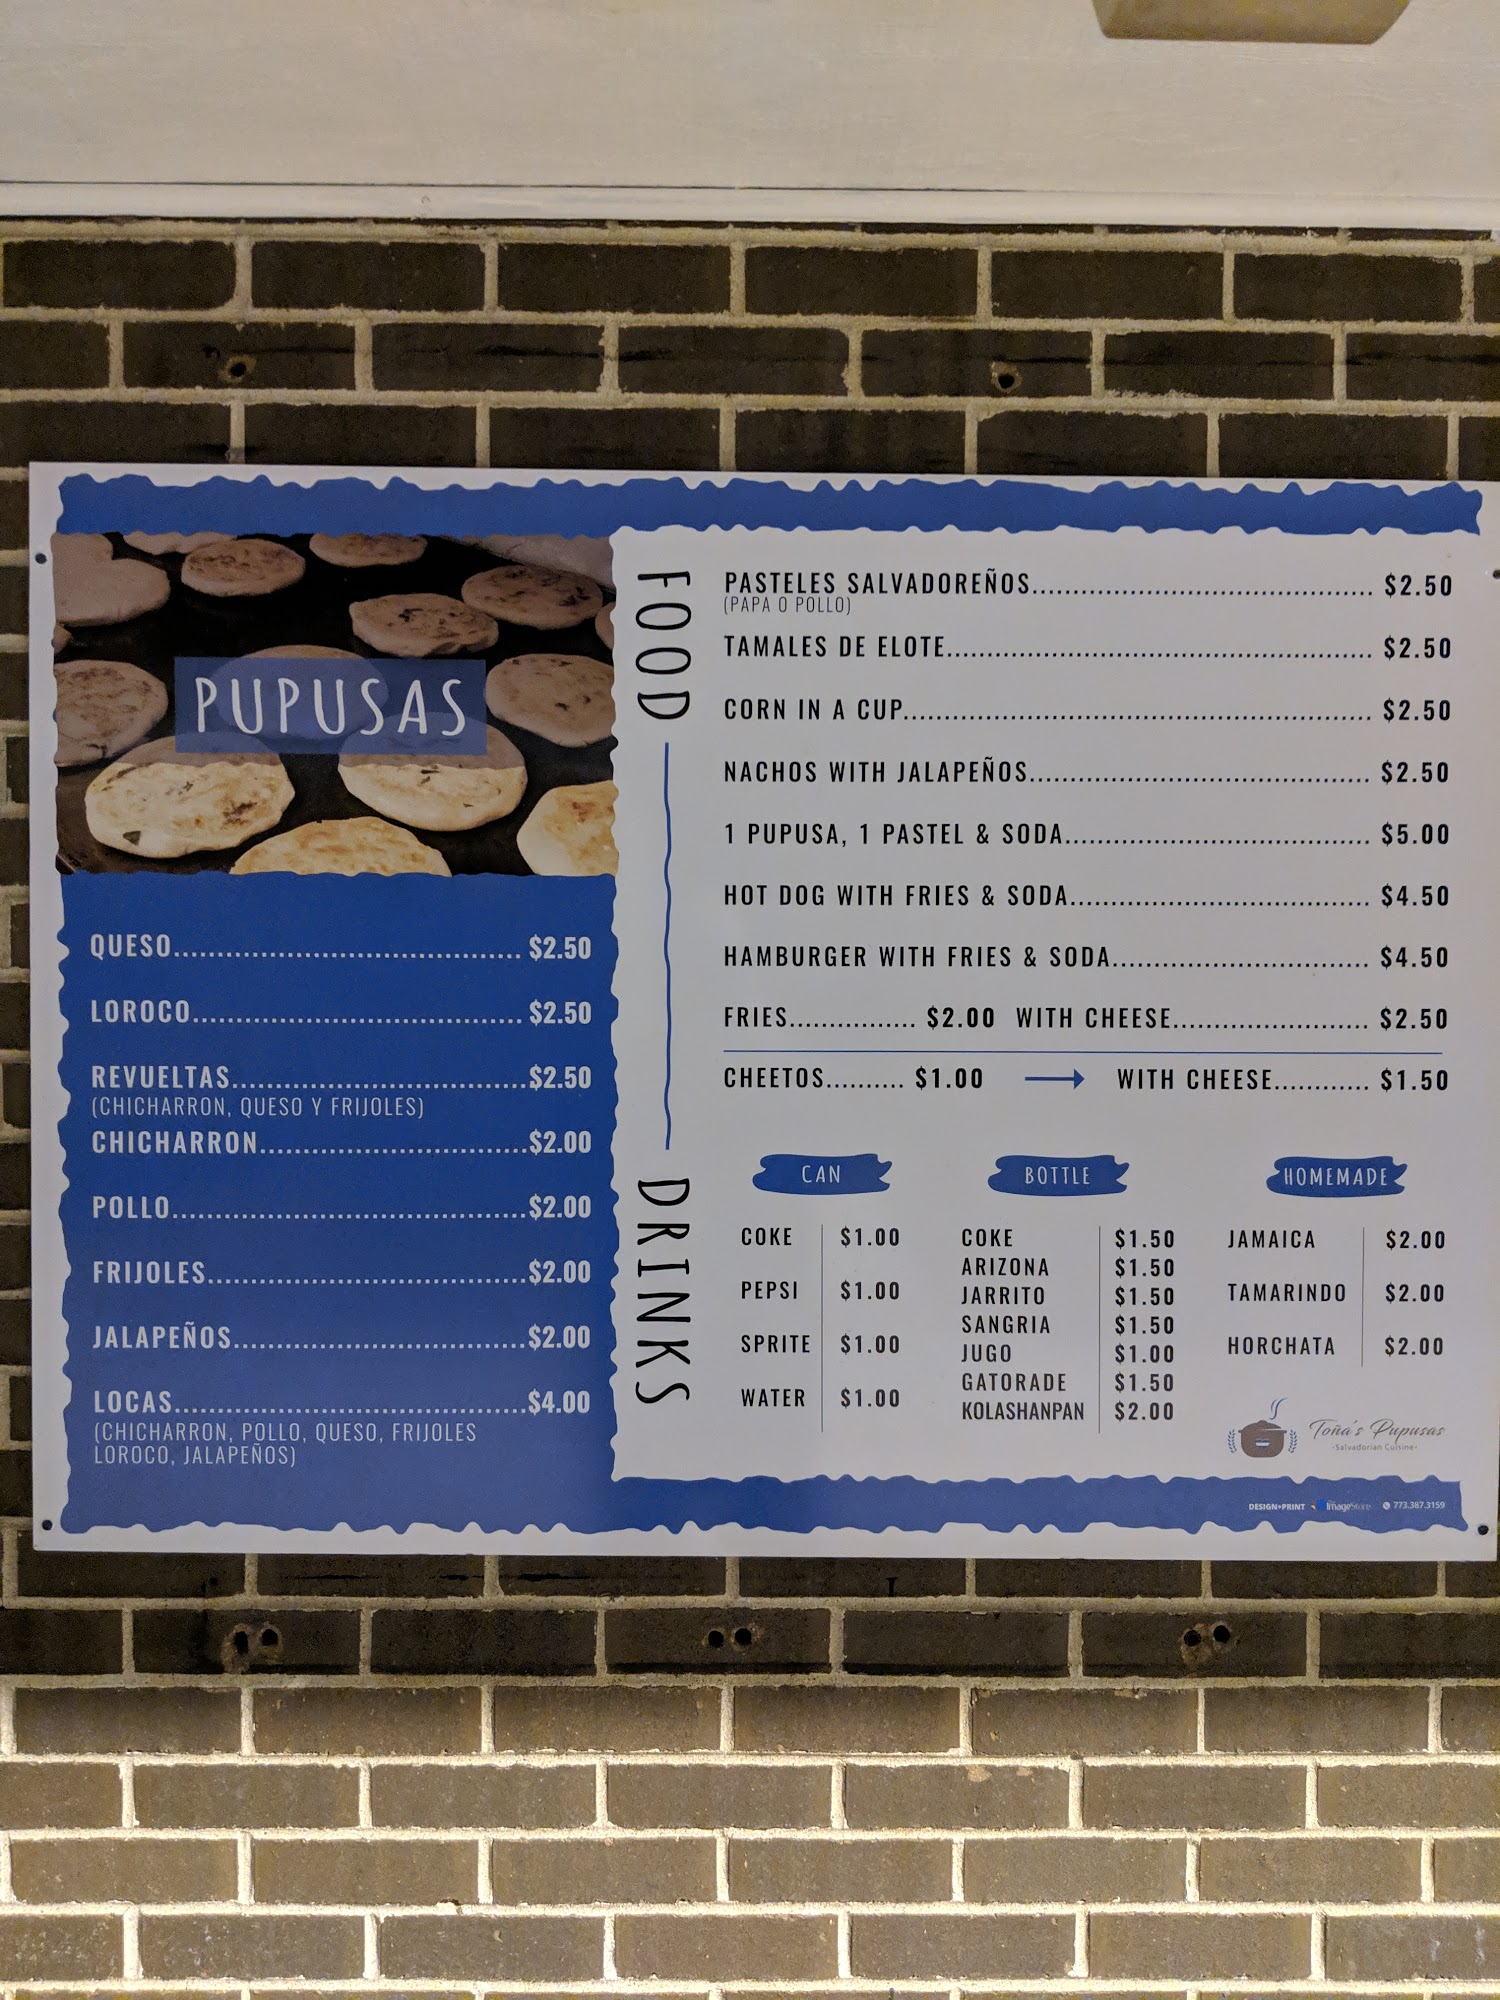 PUPUSAS
QUESO.......................................... $2.50
LOROCO........................................ $2.50
REVUELTAS.....................................$2.50
(CHICHARRON, QUESO Y FRIJOLES)
CHICHARRON.................................$2.00
POLLO............................................$2.00
FRIJOLES.......................................$2.00
JALAPEÑOS....................................$2.00
LOCAS...........................................$4.00
(CHICHARRON, POLLO, QUESO, FRIJOLES
LOROCO, JALAPEÑOS)
FOOD
PASTELES SALVADOREÑOS........................................ $2.50
(PAPA O POLLO)
TAMALES DE ELOTE.................................................. $2.50
CORN IN A CUP....................................................... $2.50
NACHOS WITH JALAPEÑOS........................................ $2.50
1 PUPUSA, 1 PASTEL & SODA.................................... $5.00
HOT DOG WITH FRIES & SODA................................... $4.50
HAMBURGER WITH FRIES & SODA.............................. $4.50
FRIES................ $2.00 WITH CHEESE....................... $2.50
CHEETOS.......... $1.00 WITH CHEESE............ $1.50
DRINKS
CAN
COKE $1.00
PEPSI $1.00
SPRITE $1.00
WATER $1.00
BOTTLE
COKE $1.50
ARIZONA $1.50
JARRITO $1.50
SANGRIA $1.50
JUGO $1.00
GATORADE $1.50
KOLASHANPAN $2.00
HOMEMADE
JAMAICA $2.00
TAMARINDO $2.00
HORCHATA $2.00
Toña's Pupusas
-Salvadorian Cuisine-
DESIGN+PRINT ImageStore 773.387.3159